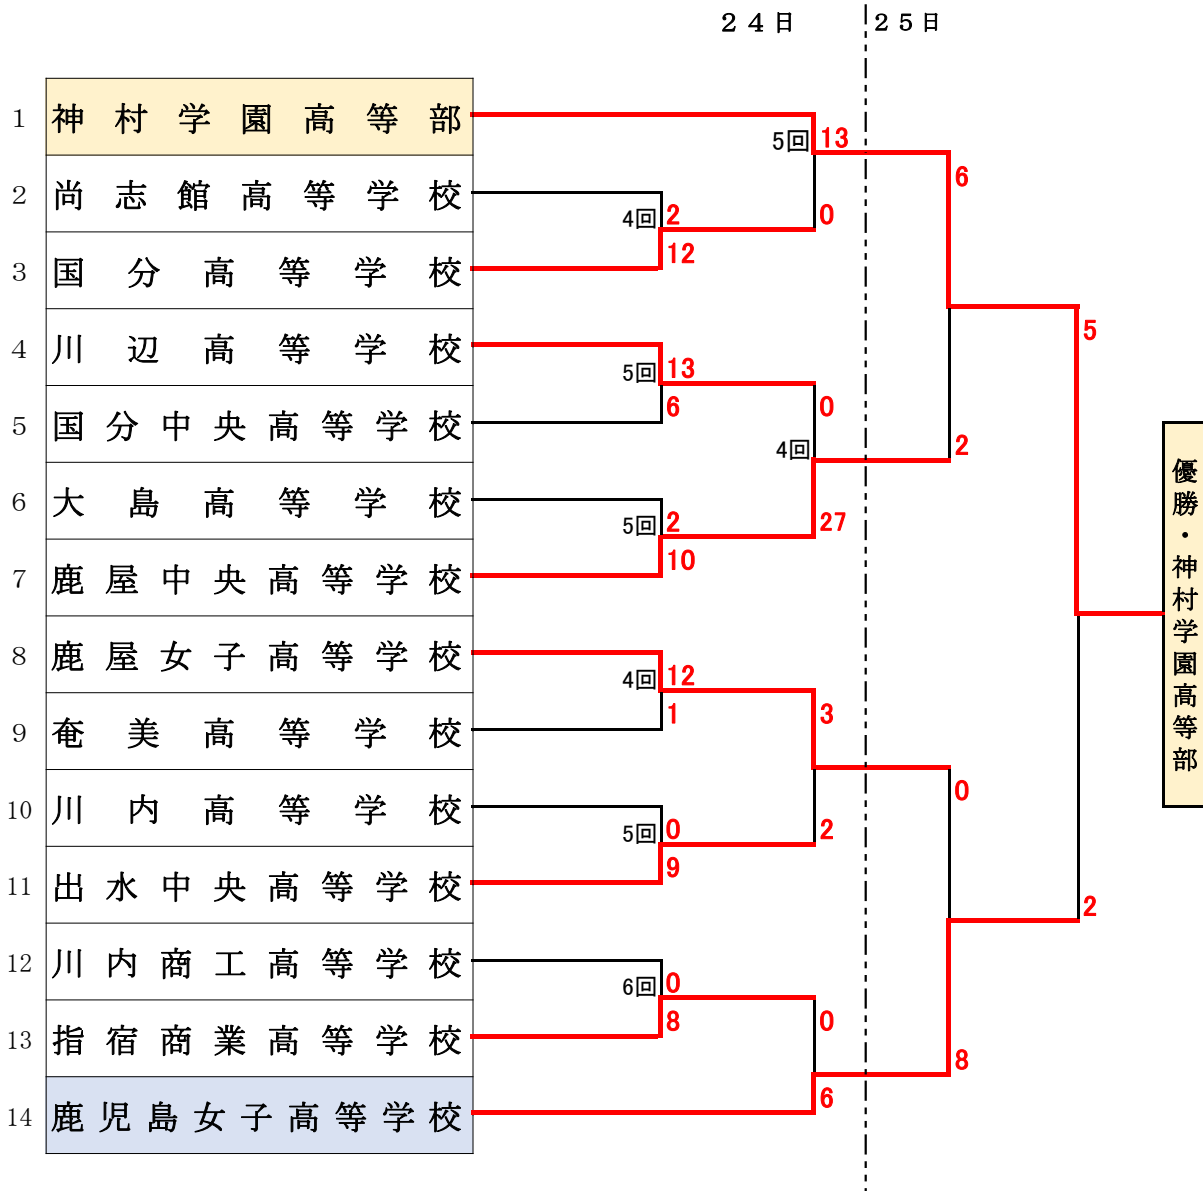 ２４日
２５日
1 神村学園高等部
2 尚志館高等学校
3 国分高等学校
4 川辺高等学校
5 国分中央高等学校
6 大島高等学校
7 鹿屋中央高等学校
8 鹿屋女子高等学校
9 奄美高等学校
10 川内高等学校
11 出水中央高等学校
12 川内商工高等学校
13 指宿商業高等学校
14 鹿児島女子高等学校
4回
2
12
5回
13
6
5回
2
10
4回
12
1
5回
0
9
6回
0
8
5回
13
0
0
4回
27
3
2
0
6
6
2
0
8
5
2
優勝・神村学園高等部